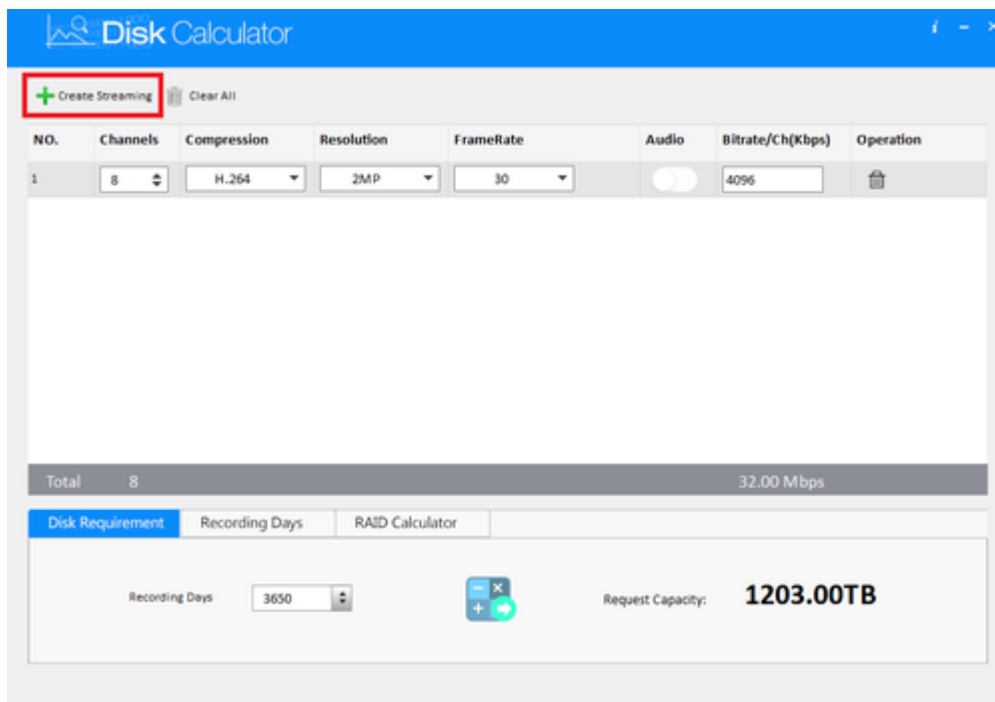 Disk Calculator
i
Create Streaming Clear All
NO. Channels Compression Resolution FrameRate Audio Bitrate/Ch(Kbps) Operation
1 8 H.264 2MP 30 4096
Total 8 32.00 Mbps
Disk Requirement Recording Days RAID Calculator
Recording Days 3650 Request Capacity: 1203.00TB